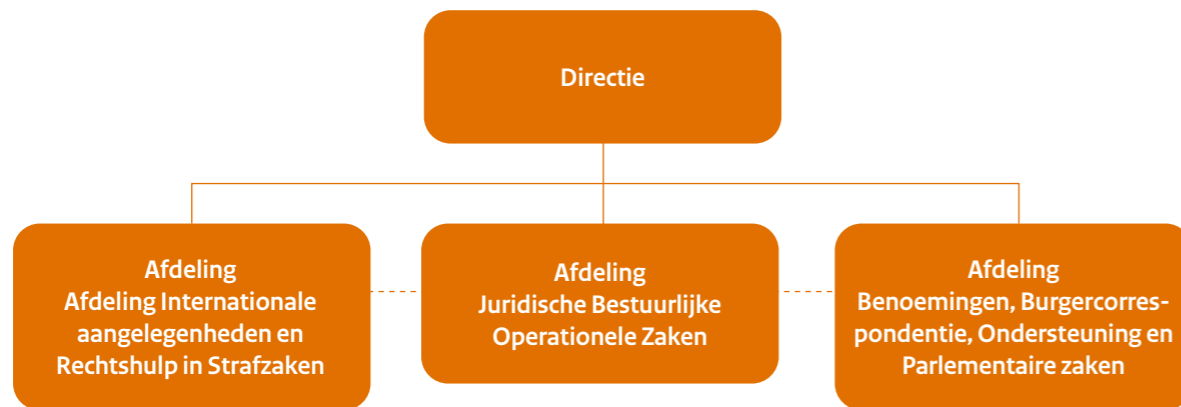 Directie
Afdeling
Afdeling Internationale
aangelegenheden en
Rechtshulp in Strafzaken
Afdeling
Juridische Bestuurlijke
Operationele Zaken
Afdeling
Benoemingen, Burgercorres-
pondentie, Ondersteuning en
Parlementaire zaken